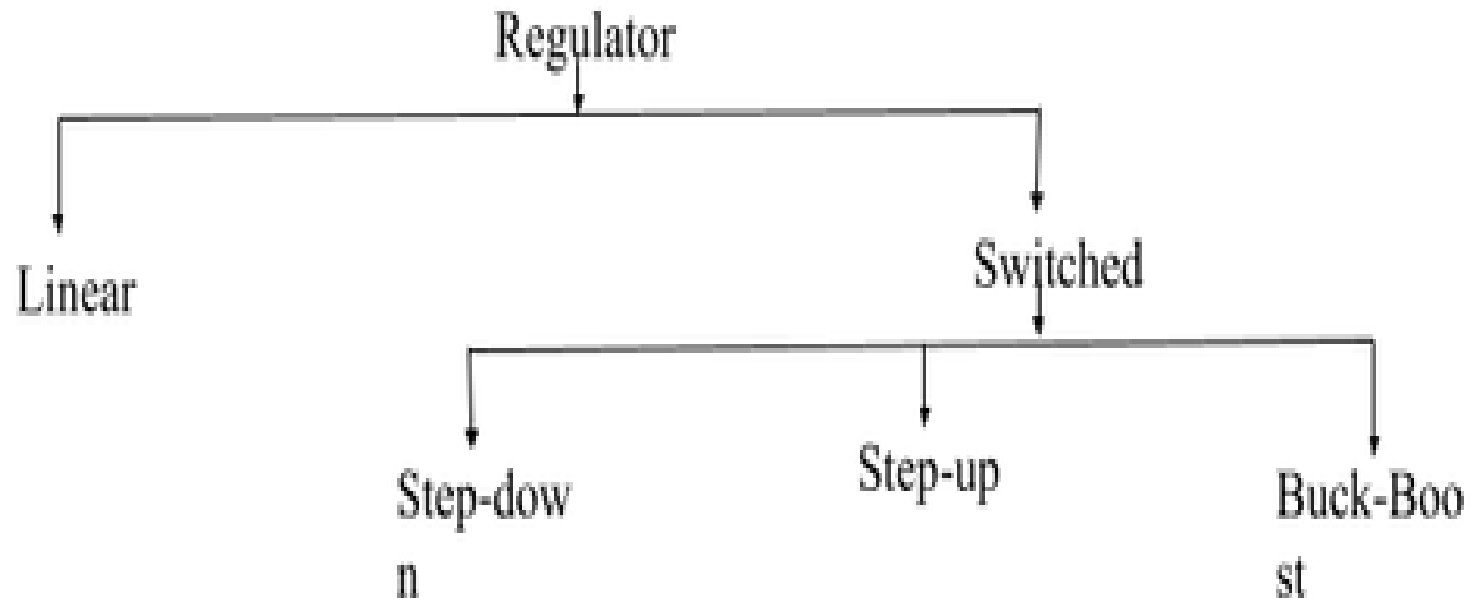 Regulator
Linear
Switched
Step-dow
n
Step-up
Buck-Boo
st